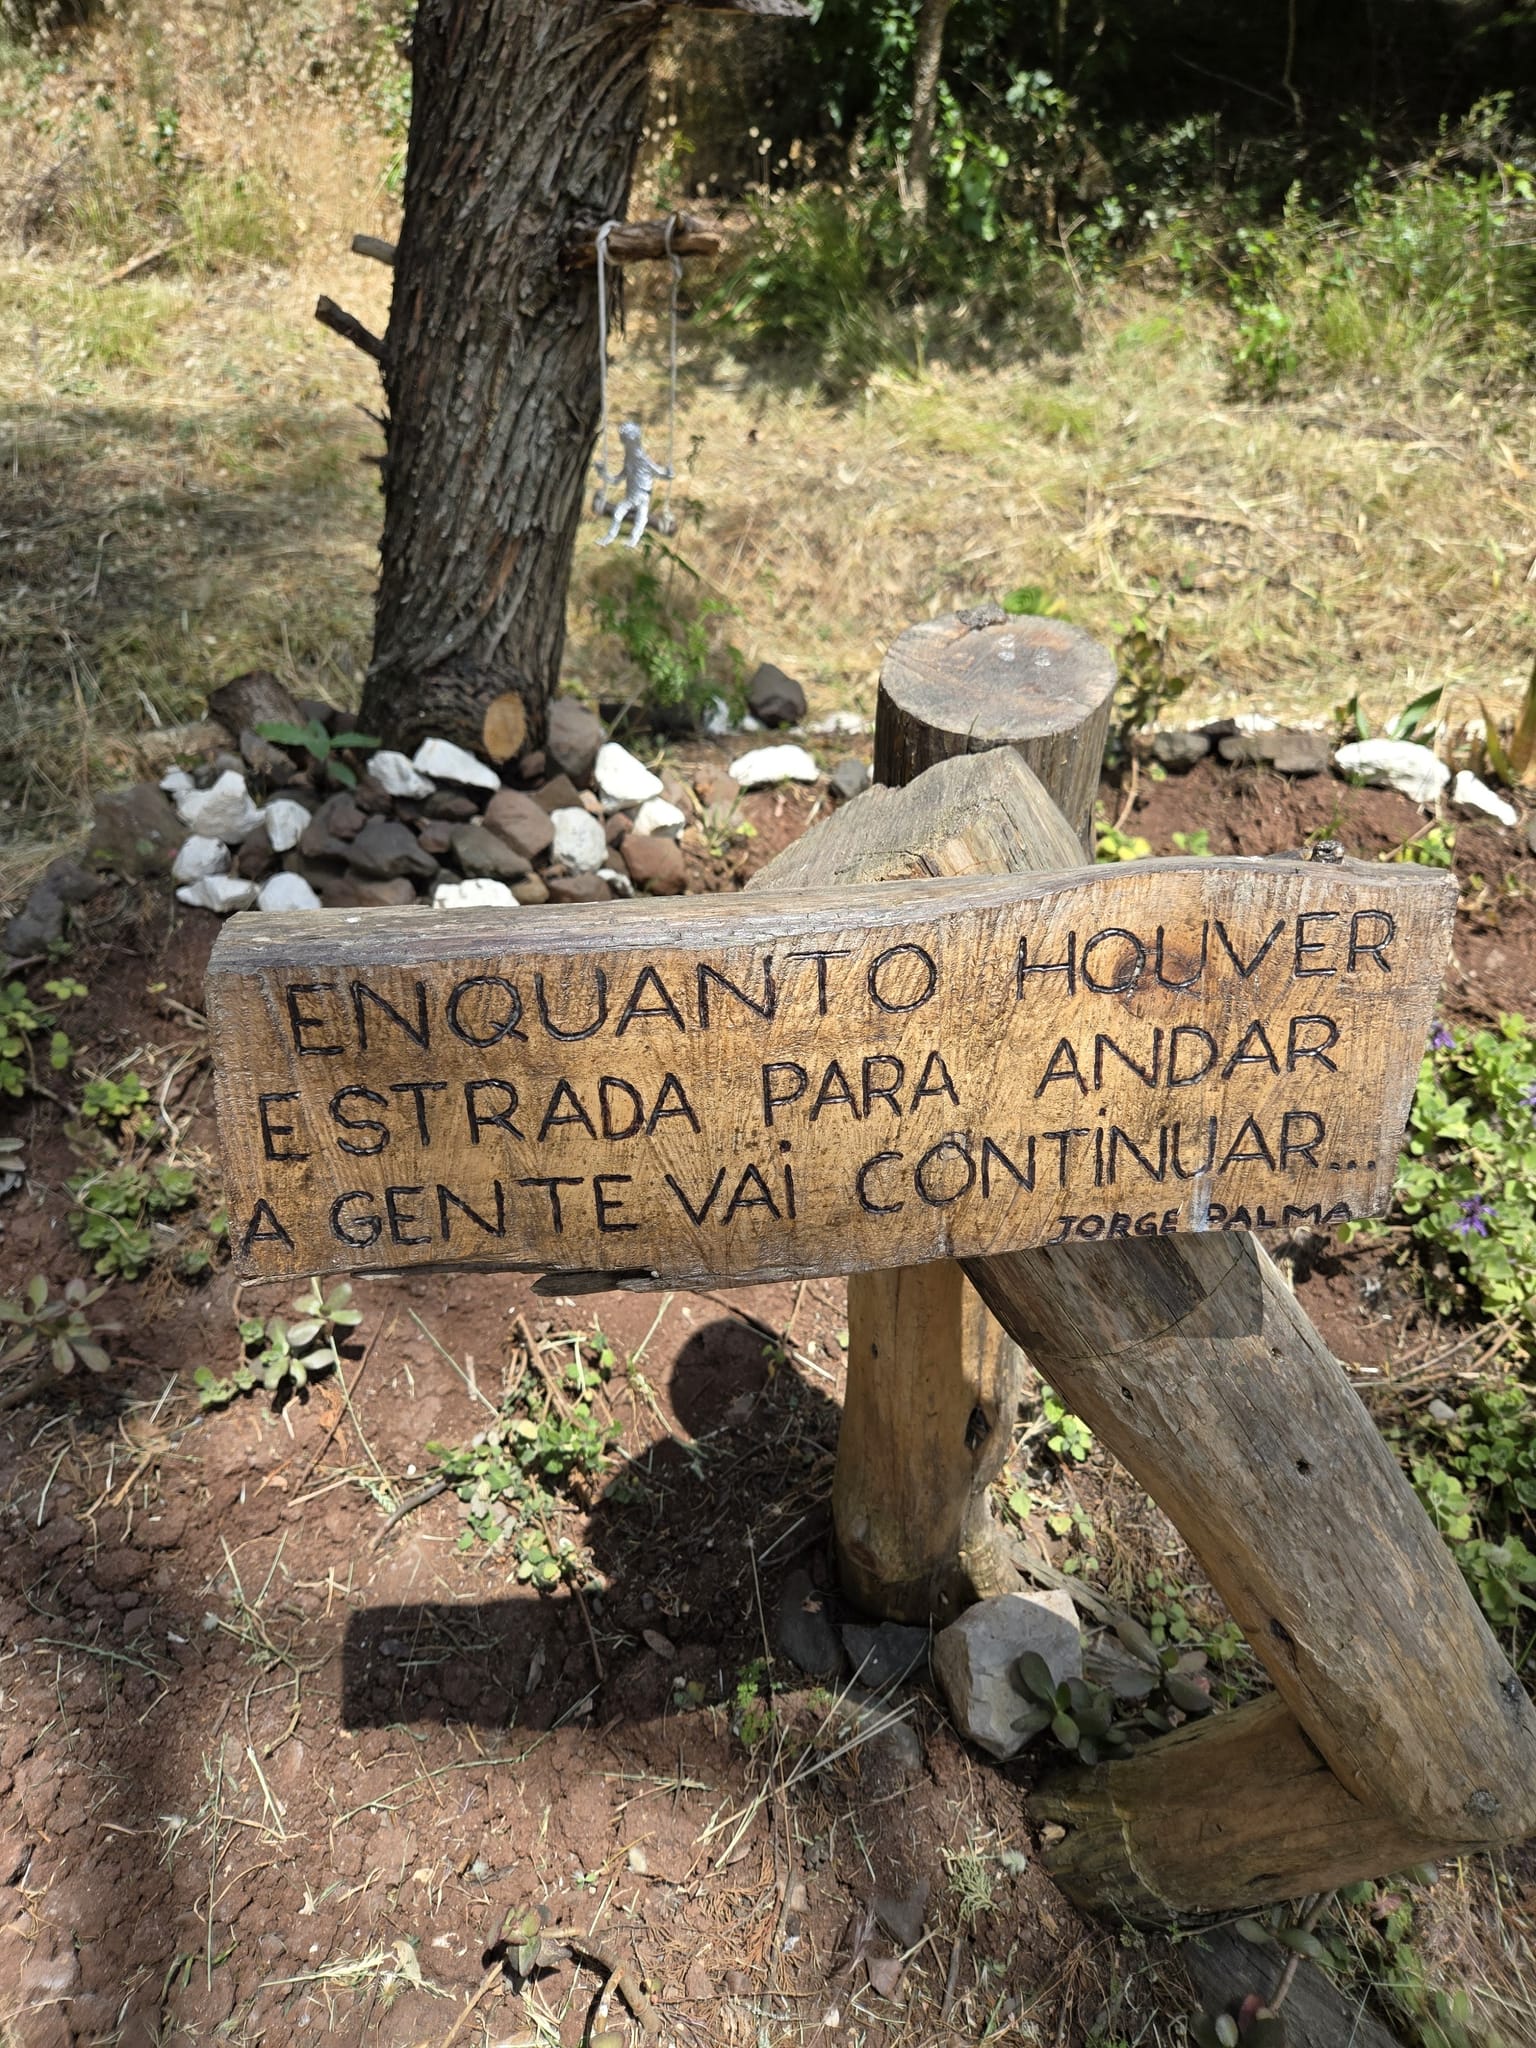 ENQUANTO HOUVER
ESTRADA PARA ANDAR
A GENTE VAi CONTiNUAR...
JORGE PALMA